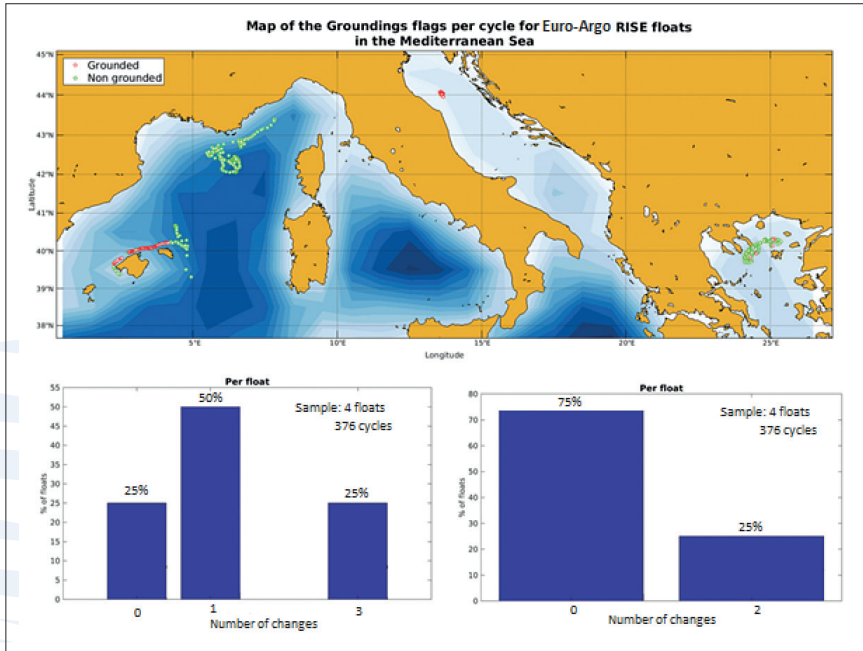 Map of the Groundings flags per cycle for Euro-Argo RISE floats
in the Mediterranean Sea
Grounded
Non grounded
45°N
44°N
43°N
42°N
41°N
40°N
39°N
38°N
Latitude
5°E
10°E
15°E
20°E
25°E
Longitude
Per float
Sample: 4 floats
376 cycles
55
50
45
40
35
30
25
20
15
10
5
0
% of floats
25%
50%
25%
0
1
3
Number of changes
Per float
Sample: 4 floats
376 cycles
80
70
60
50
40
30
20
10
0
% of floats
75%
25%
0
2
Number of changes